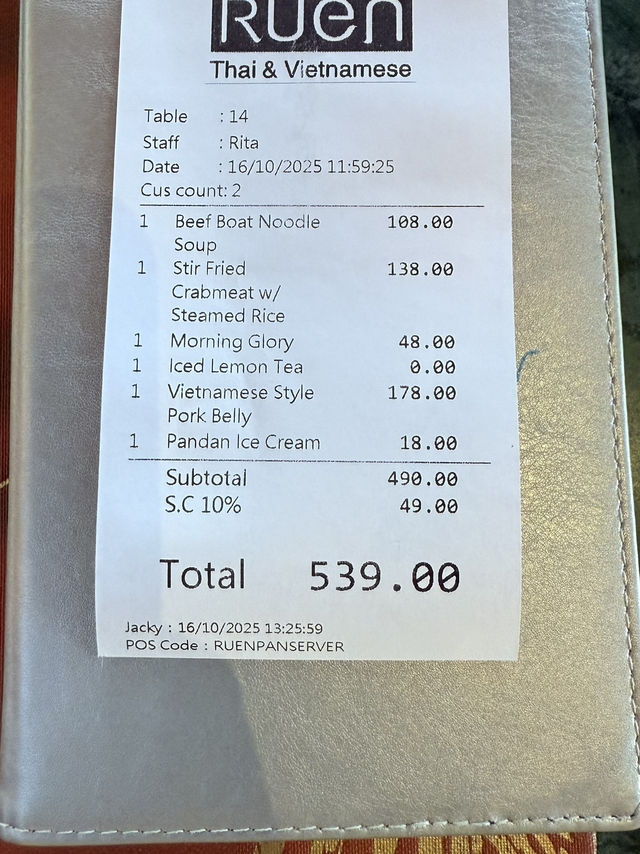 Ruen
Thai & Vietnamese
Table : 14
Staff : Rita
Date : 16/10/2025 11:59:25
Cus count: 2
1 Beef Boat Noodle 108.00
Soup
1 Stir Fried 138.00
Crabmeat w/
Steamed Rice
1 Morning Glory 48.00
1 Iced Lemon Tea 0.00
1 Vietnamese Style 178.00
Pork Belly
1 Pandan Ice Cream 18.00
Subtotal 490.00
S.C 10% 49.00
Total 539.00
Jacky : 16/10/2025 13:25:59
POS Code : RUENPANSERVER